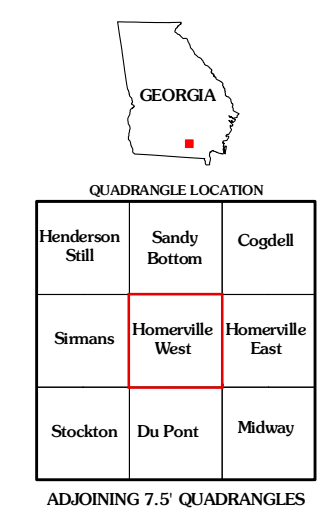 GEORGIA
QUADRANGLE LOCATION
Henderson
Still
Sandy
Bottom
Cogdell
Sirmans
Homerville
West
Homerville
East
Stockton
Du Pont
Midway
ADJOINING 7.5' QUADRANGLES